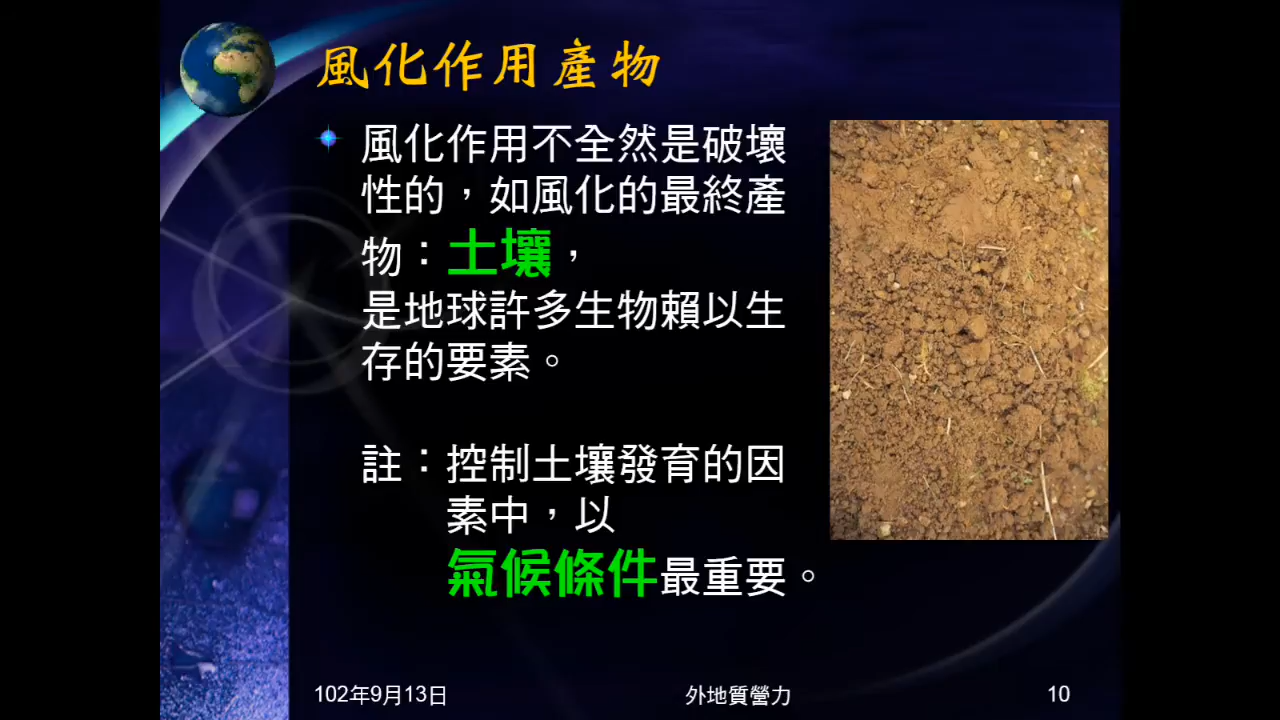 風化作用產物
風化作用不全然是破壞
性的，如風化的最終產
物：土壤，
是地球許多生物賴以生
存的要素。
註：控制土壤發育的因
素中，以
氣候條件最重要。
102年9月13日
外地質營力
10